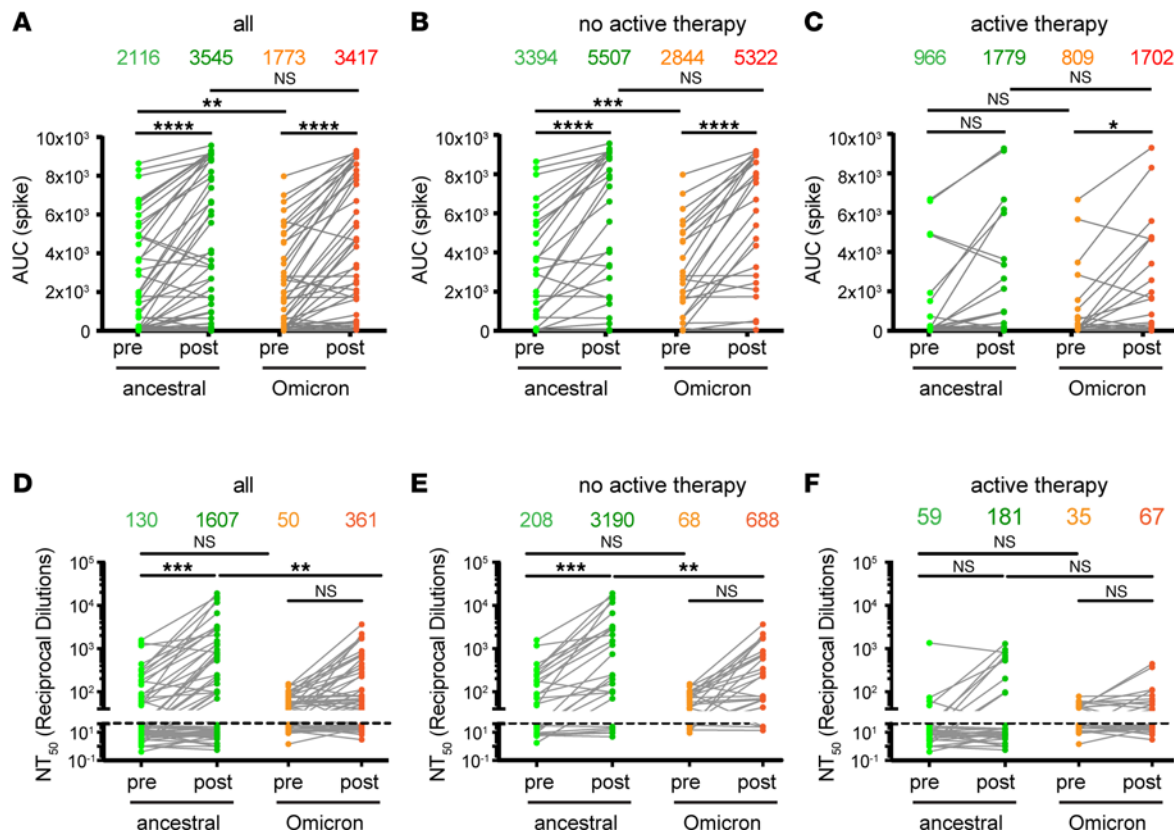 A all
2116 3545 1773 3417
NS
**
**** ****
AUC (spike)
10x10³
8x10³
6x10³
4x10³
2x10³
0
pre post pre post
ancestral Omicron
B no active therapy
3394 5507 2844 5322
NS
***
**** ****
AUC (spike)
10x10³
8x10³
6x10³
4x10³
2x10³
0
pre post pre post
ancestral Omicron
C active therapy
966 1779 809 1702
NS
NS
NS *
AUC (spike)
10x10³
8x10³
6x10³
4x10³
2x10³
0
pre post pre post
ancestral Omicron
D all
130 1607 50 361
NS
*** **
NS
NT₅₀ (Reciprocal Dilutions)
10⁵
10⁴
10³
10²
10¹
10⁻¹
pre post pre post
ancestral Omicron
E no active therapy
208 3190 68 688
NS
*** **
NS
NT₅₀ (Reciprocal Dilutions)
10⁵
10⁴
10³
10²
10¹
10⁻¹
pre post pre post
ancestral Omicron
F active therapy
59 181 35 67
NS
NS NS
NS
NT₅₀ (Reciprocal Dilutions)
10⁵
10⁴
10³
10²
10¹
10⁻¹
pre post pre post
ancestral Omicron